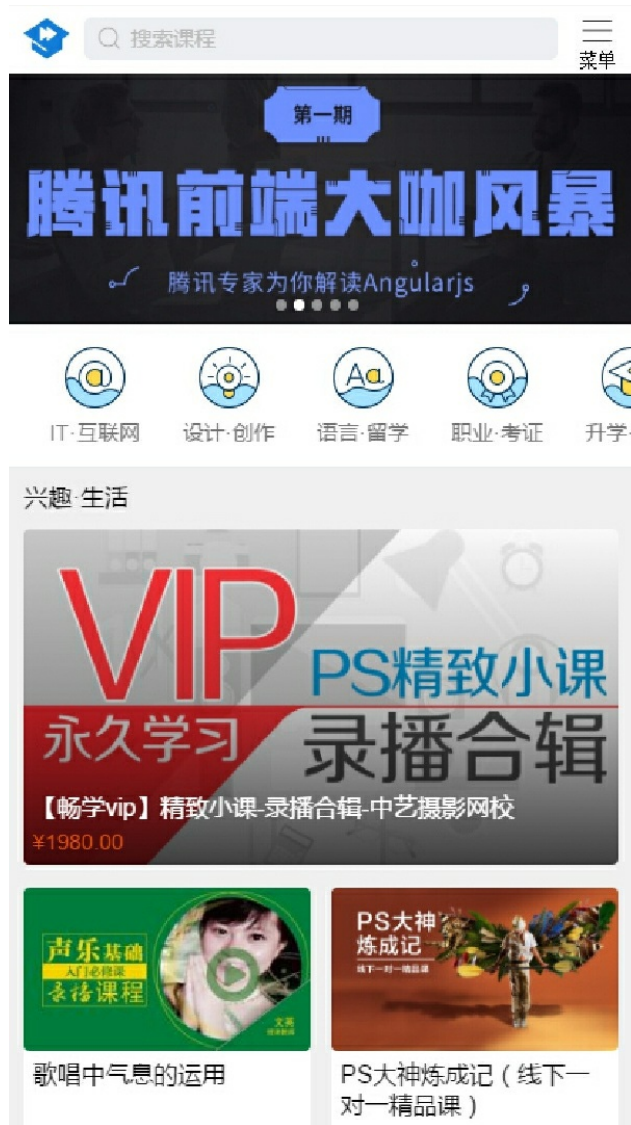 搜索课程
菜单
第一期
腾讯前端大咖风暴
腾讯专家为你解读Angularjs
IT·互联网
设计·创作
语言·留学
职业·考证
升学·
兴趣·生活
VIP
PS精致小课
永久学习
录播合辑
【畅学vip】精致小课-录播合辑-中艺摄影网校
¥1980.00
声乐基础
入门必修课
录播课程
文英
PS大神
炼成记
线下一对一精品课
歌唱中气息的运用
PS大神炼成记（线下一
对一精品课）